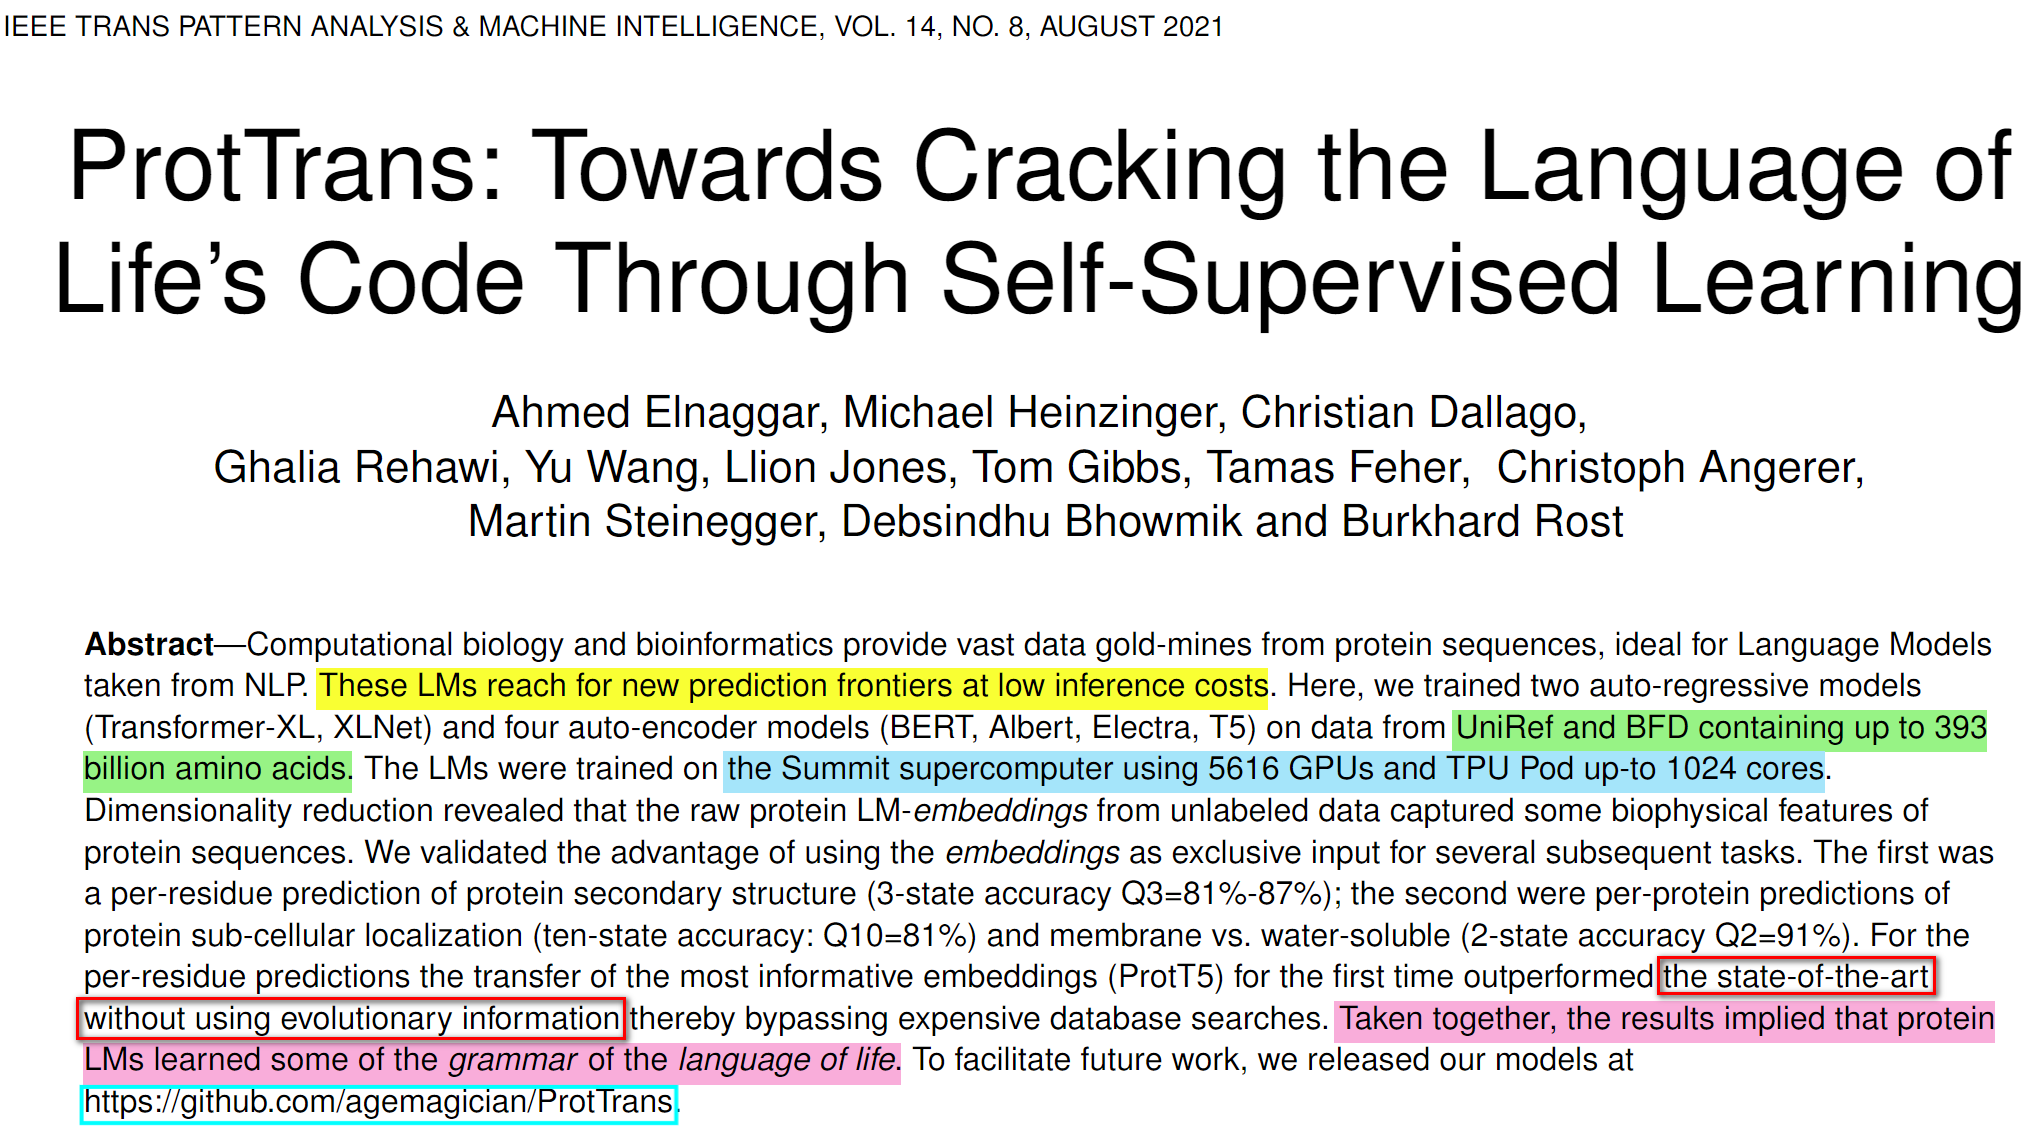 IEEE TRANS PATTERN ANALYSIS & MACHINE INTELLIGENCE, VOL. 14, NO. 8, AUGUST 2021
ProtTrans: Towards Cracking the Language of
Life's Code Through Self-Supervised Learning
Ahmed Elnaggar, Michael Heinzinger, Christian Dallago,
Ghalia Rehawi, Yu Wang, Llion Jones, Tom Gibbs, Tamas Feher, Christoph Angerer,
Martin Steinegger, Debsindhu Bhowmik and Burkhard Rost
Abstract—Computational biology and bioinformatics provide vast data gold-mines from protein sequences, ideal for Language Models
taken from NLP. These LMs reach for new prediction frontiers at low inference costs. Here, we trained two auto-regressive models
(Transformer-XL, XLNet) and four auto-encoder models (BERT, Albert, Electra, T5) on data from UniRef and BFD containing up to 393
billion amino acids. The LMs were trained on the Summit supercomputer using 5616 GPUs and TPU Pod up-to 1024 cores.
Dimensionality reduction revealed that the raw protein LM-embeddings from unlabeled data captured some biophysical features of
protein sequences. We validated the advantage of using the embeddings as exclusive input for several subsequent tasks. The first was
a per-residue prediction of protein secondary structure (3-state accuracy Q3=81%-87%); the second were per-protein predictions of
protein sub-cellular localization (ten-state accuracy: Q10=81%) and membrane vs. water-soluble (2-state accuracy Q2=91%). For the
per-residue predictions the transfer of the most informative embeddings (ProtT5) for the first time outperformed the state-of-the-art
without using evolutionary information thereby bypassing expensive database searches. Taken together, the results implied that protein
LMs learned some of the grammar of the language of life. To facilitate future work, we released our models at
https://github.com/agemagician/ProtTrans.